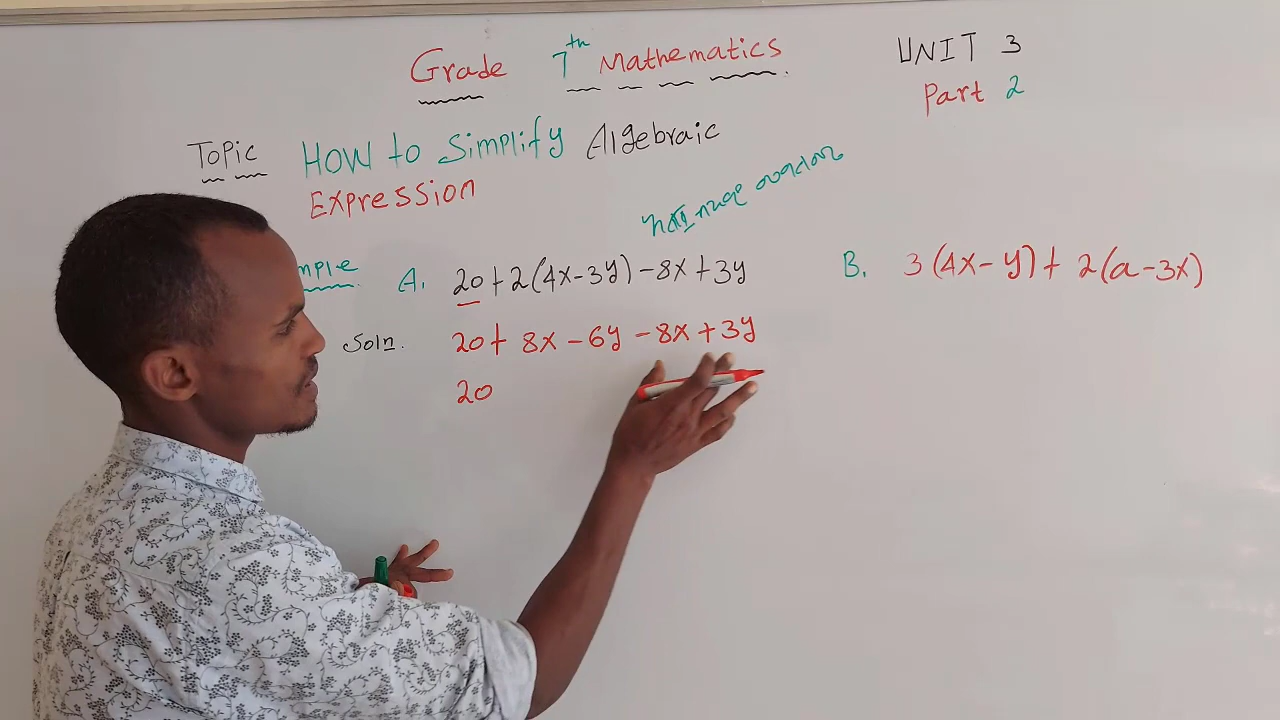 Grade 7th Mathematics
UNIT 3
Part 2
Topic How to Simplify Algebraic
Expression
mple A. 20+2(4x-3y)-8x+3y
B. 3(4x-y)+2(a-3x)
Soln. 20+8x-6y-8x+3y
20